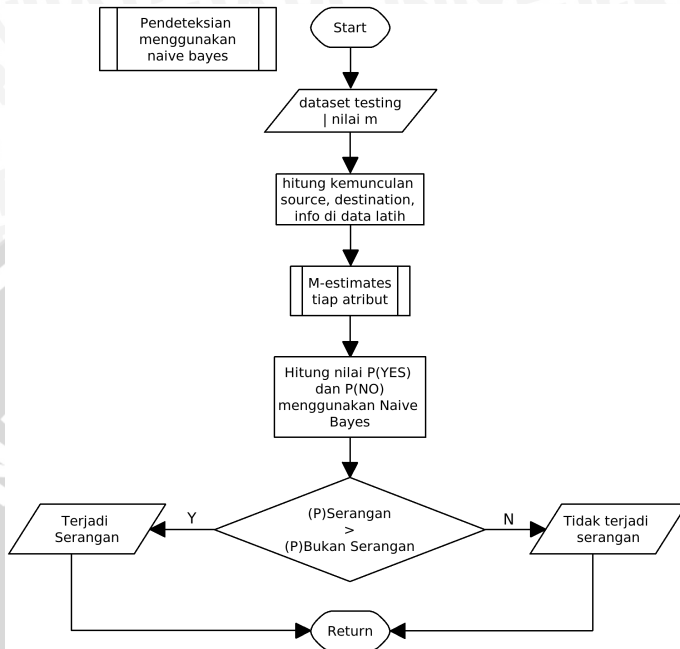 Pendeteksian
menggunakan
naive bayes
Start
dataset testing
| nilai m
hitung kemunculan
source, destination,
info di data latih
M-estimates
tiap atribut
Hitung nilai P(YES)
dan P(NO)
menggunakan Naive
Bayes
(P)Serangan
>
(P)Bukan Serangan
Y
N
Terjadi
Serangan
Tidak terjadi
serangan
Return